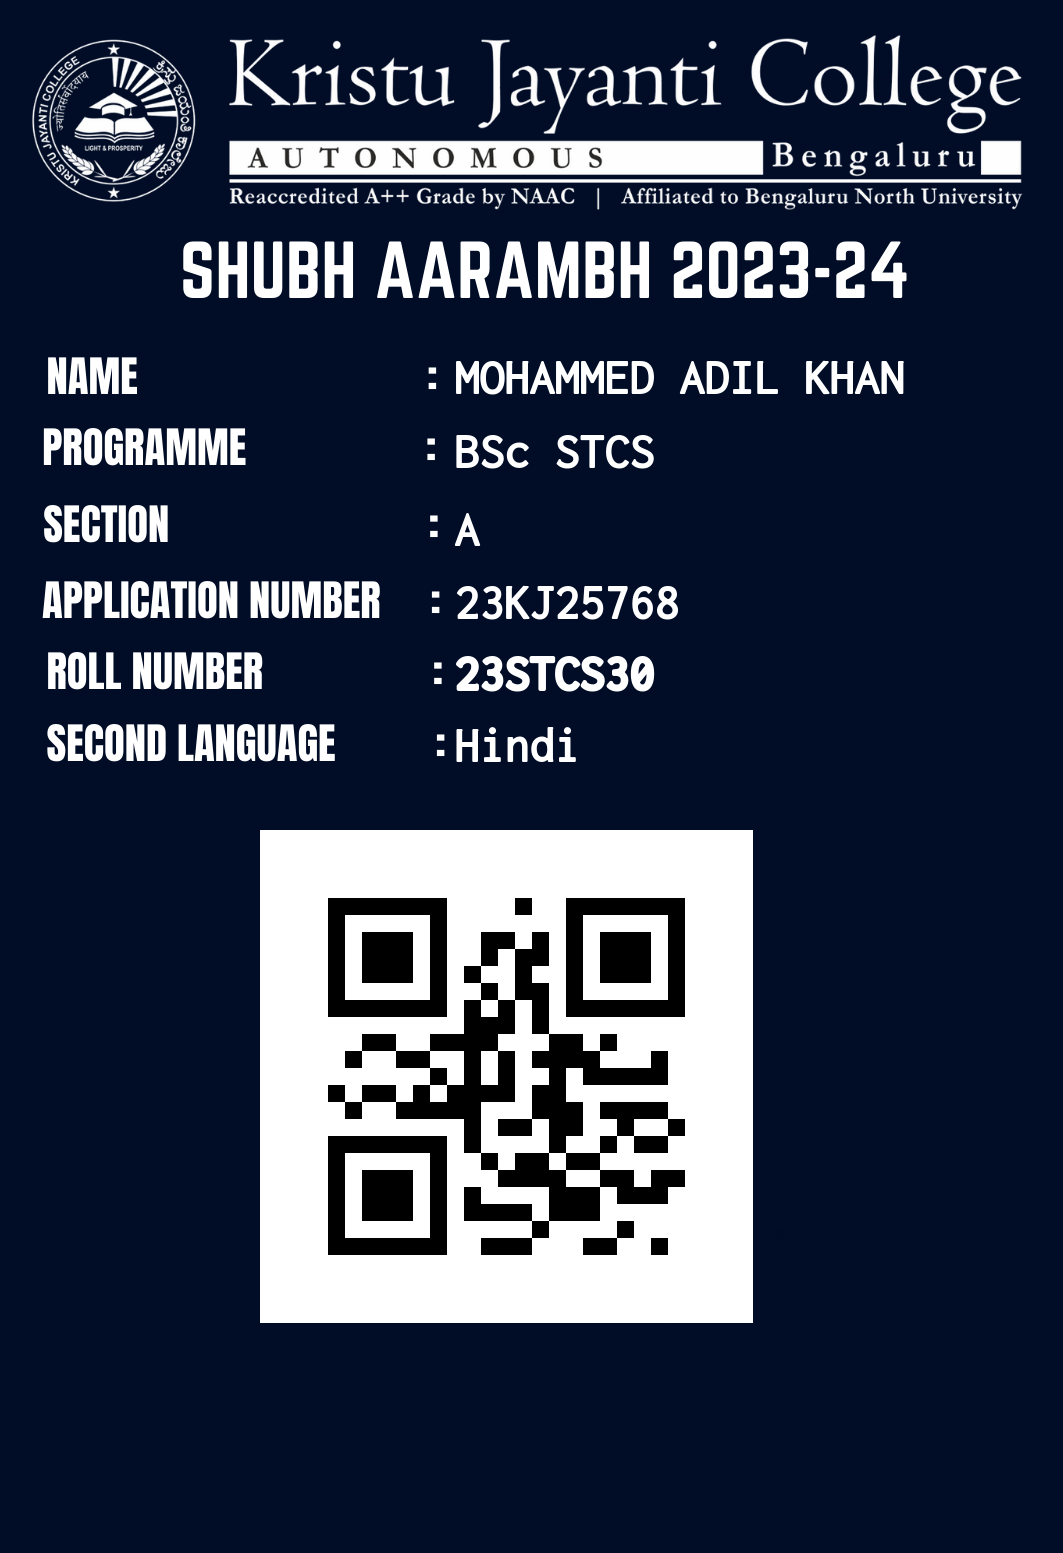 Kristu Jayanti College
AUTONOMOUS Bengaluru
Reaccredited A++ Grade by NAAC | Affiliated to Bengaluru North University
KRISTU JAYANTI COLLEGE
LIGHT & PROSPERITY
SHUBH AARAMBH 2023-24
NAME : MOHAMMED ADIL KHAN
PROGRAMME : BSc STCS
SECTION : A
APPLICATION NUMBER : 23KJ25768
ROLL NUMBER : 23STCS30
SECOND LANGUAGE : Hindi